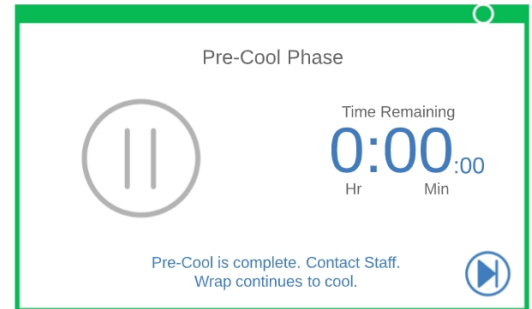 Pre-Cool Phase
Time Remaining
0:00:00
Hr Min
Pre-Cool is complete. Contact Staff.
Wrap continues to cool.